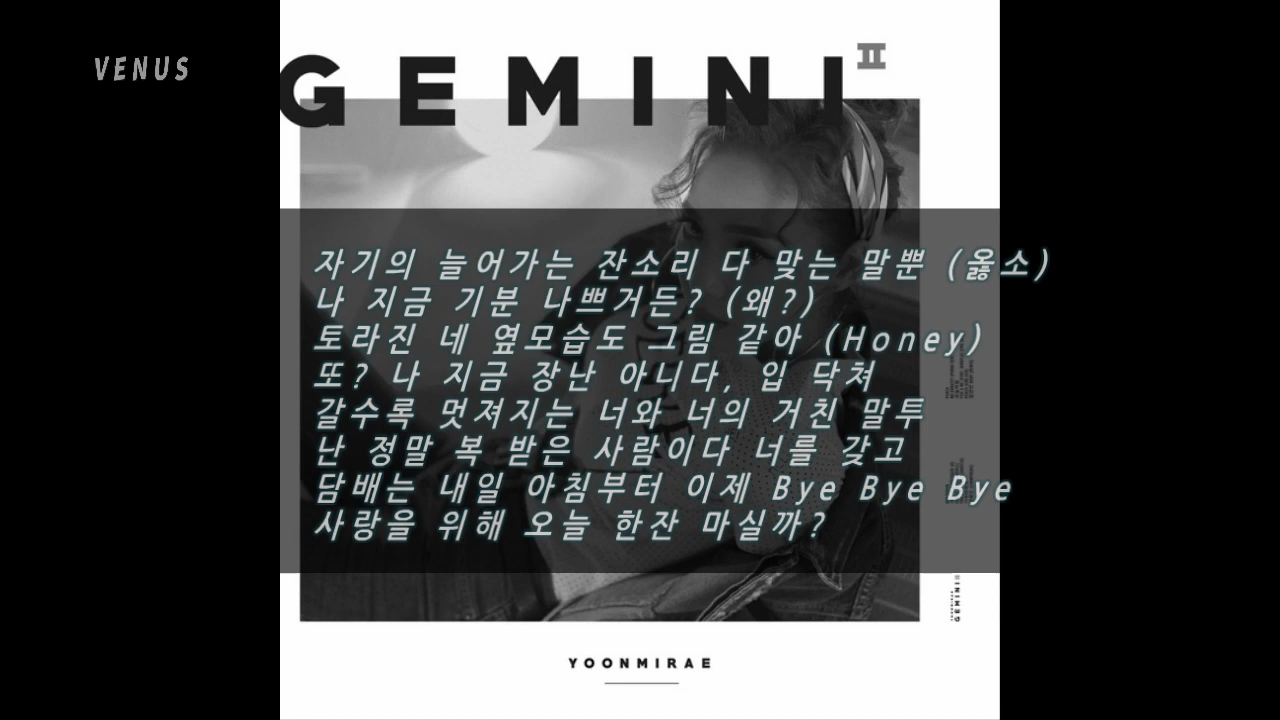 VENUS
GEMINI II
자기의 늘어가는 잔소리 다 맞는 말뿐 (옳소)
나 지금 기분 나쁘거든? (왜?)
토라진 네 옆모습도 그림 같아 (Honey)
또? 나 지금 장난 아니다, 입 닥쳐
갈수록 멋져지는 너와 너의 거친 말투
난 정말 복 받은 사람이다 너를 갖고
담배는 내일 아침부터 이제 Bye Bye Bye
사랑을 위해 오늘 한잔 마실까?
GEMINI II
YOONMIRAE